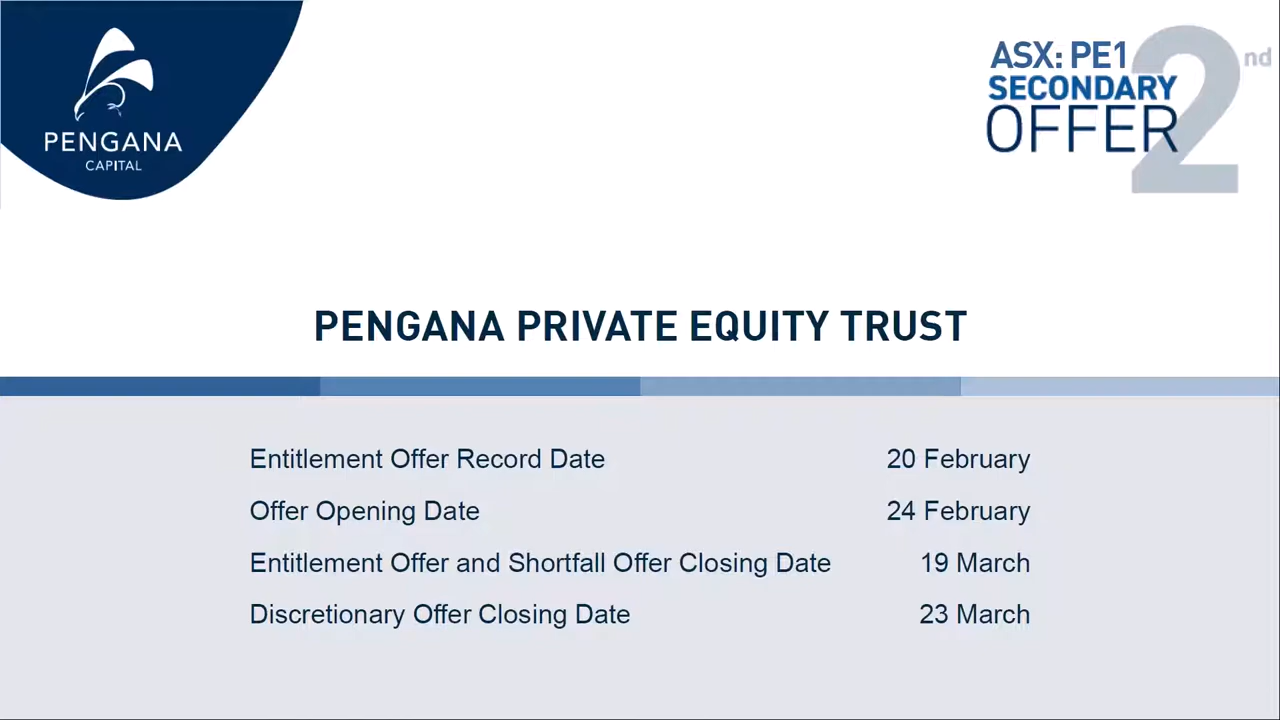 PENGANA
CAPITAL
ASX: PE1
SECONDARY
OFFER
2nd
PENGANA PRIVATE EQUITY TRUST
Entitlement Offer Record Date 20 February
Offer Opening Date 24 February
Entitlement Offer and Shortfall Offer Closing Date 19 March
Discretionary Offer Closing Date 23 March